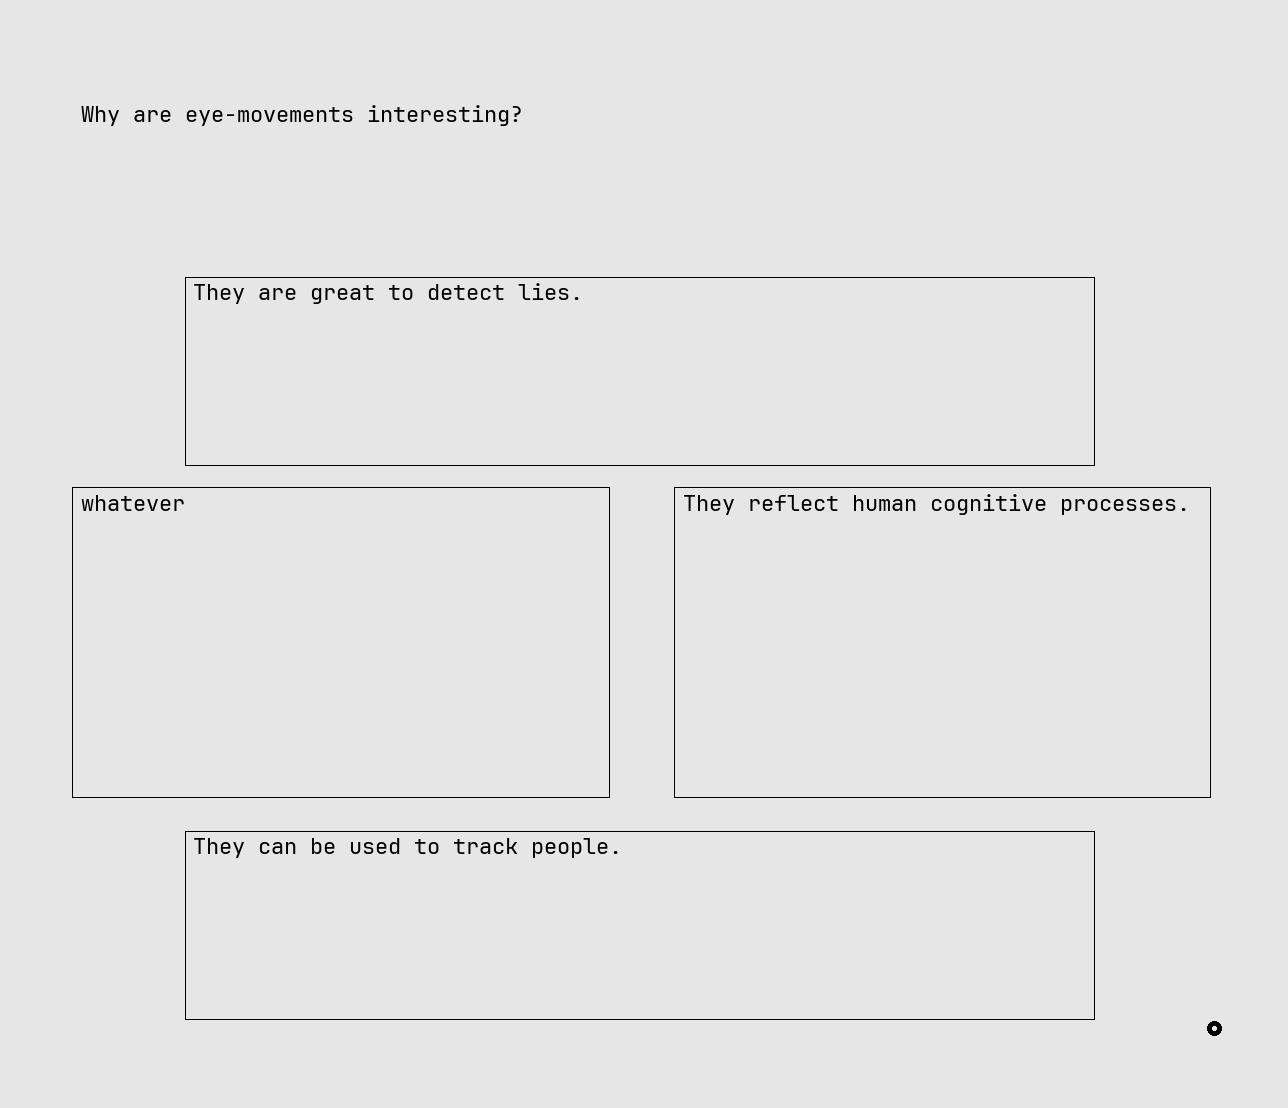 Why are eye-movements interesting?
They are great to detect lies.
whatever
They reflect human cognitive processes.
They can be used to track people.